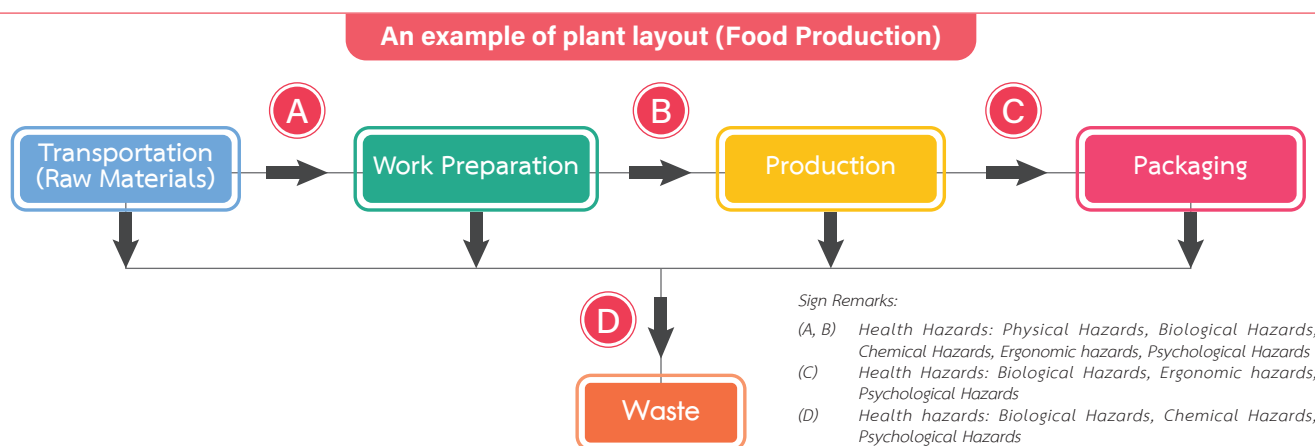 An example of plant layout (Food Production)
A
B
C
Transportation
(Raw Materials)
Work Preparation
Production
Packaging
D
Waste
Sign Remarks:
(A, B) Health Hazards: Physical Hazards, Biological Hazards,
Chemical Hazards, Ergonomic hazards, Psychological Hazards
(C) Health Hazards: Biological Hazards, Ergonomic hazards,
Psychological Hazards
(D) Health hazards: Biological Hazards, Chemical Hazards,
Psychological Hazards